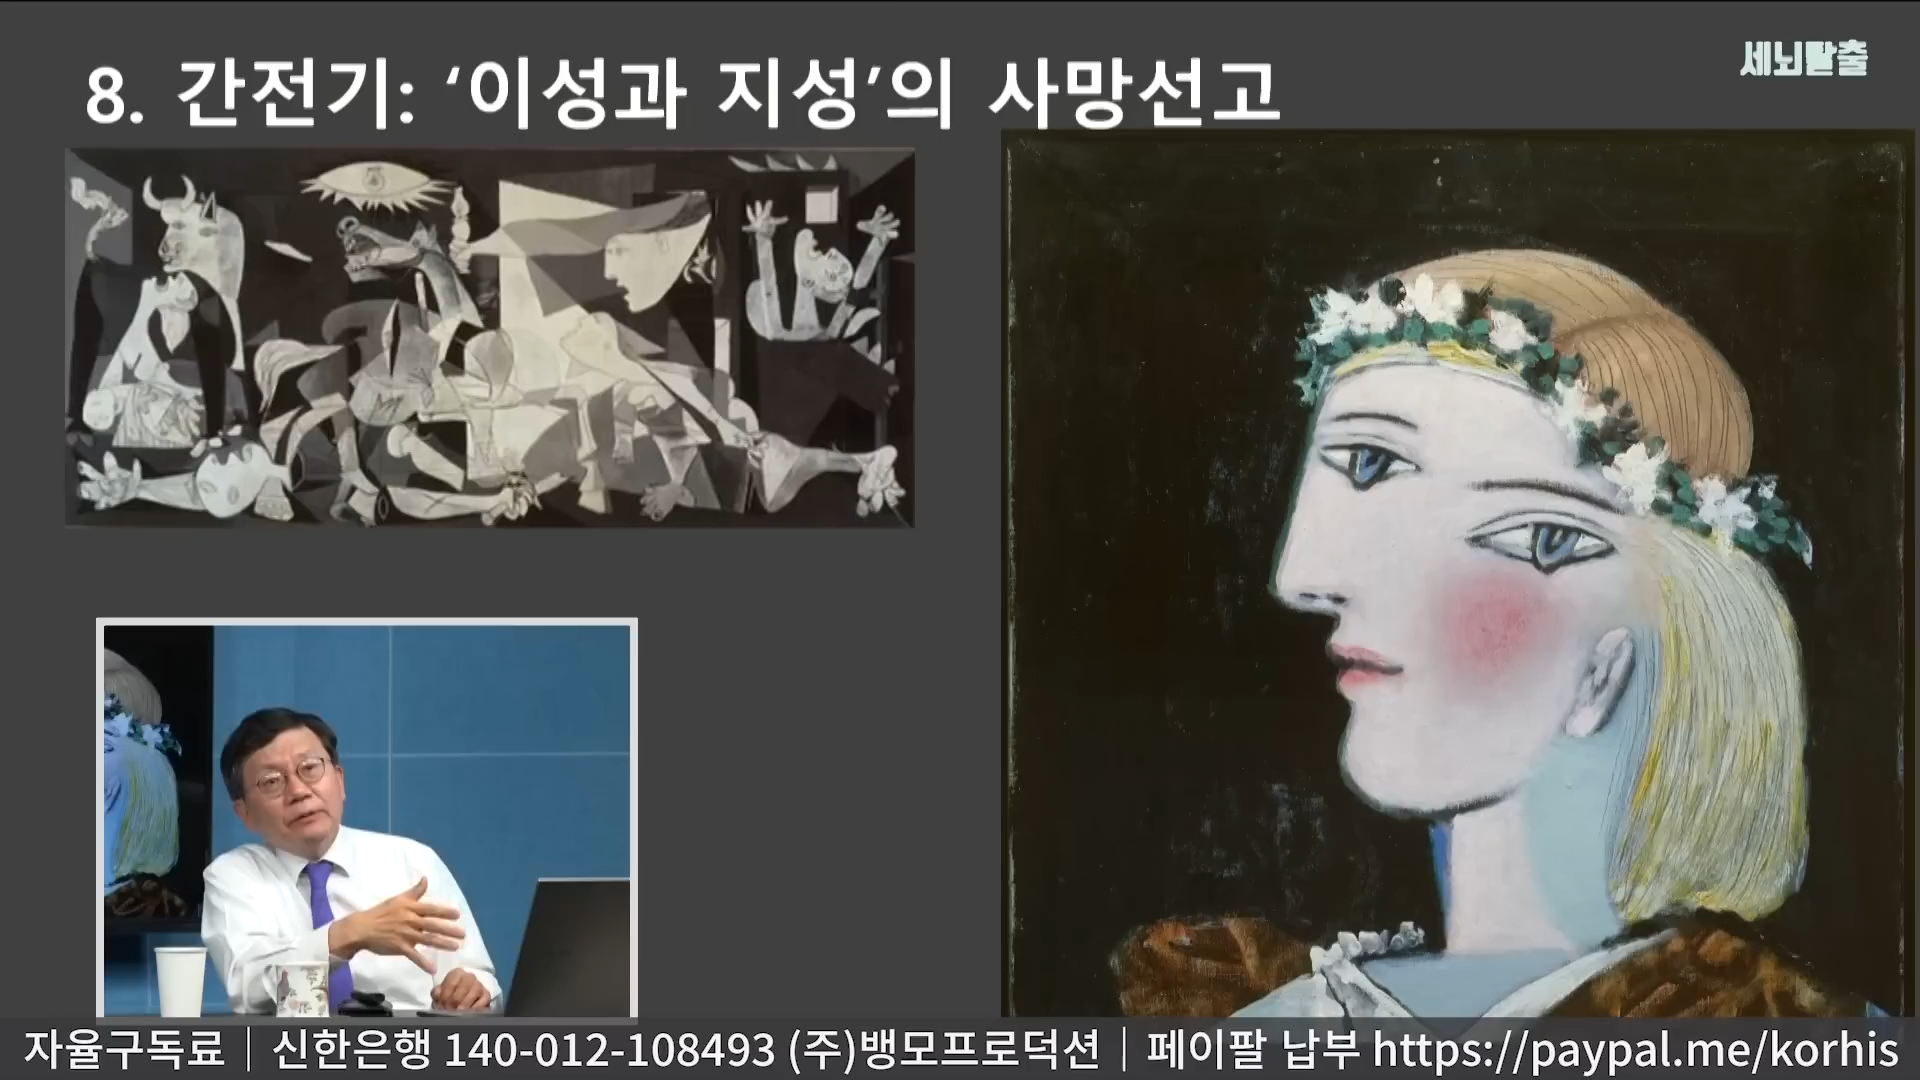 8. 간전기: ‘이성과 지성’의 사망선고
세뇌탈출
자율구독료 | 신한은행 140-012-108493 (주)뱅모프로덕션 | 페이팔 납부 https://paypal.me/korhis